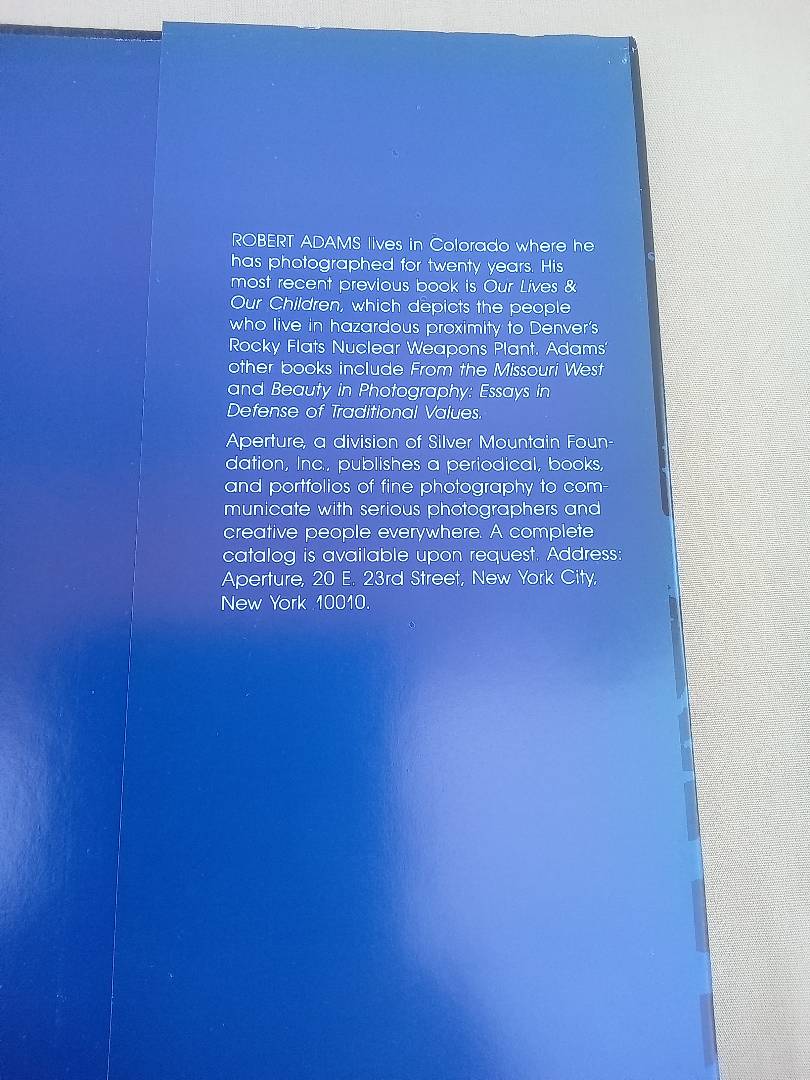 ROBERT ADAMS lives in Colorado where he
has photographed for twenty years. His
most recent previous book is Our Lives &
Our Children, which depicts the people
who live in hazardous proximity to Denver's
Rocky Flats Nuclear Weapons Plant. Adams'
other books include From the Missouri West
and Beauty in Photography: Essays in
Defense of Traditional Values.
Aperture, a division of Silver Mountain Foun-
dation, Inc., publishes a periodical, books,
and portfolios of fine photography to com-
municate with serious photographers and
creative people everywhere. A complete
catalog is available upon request. Address:
Aperture, 20 E. 23rd Street, New York City,
New York 10010.